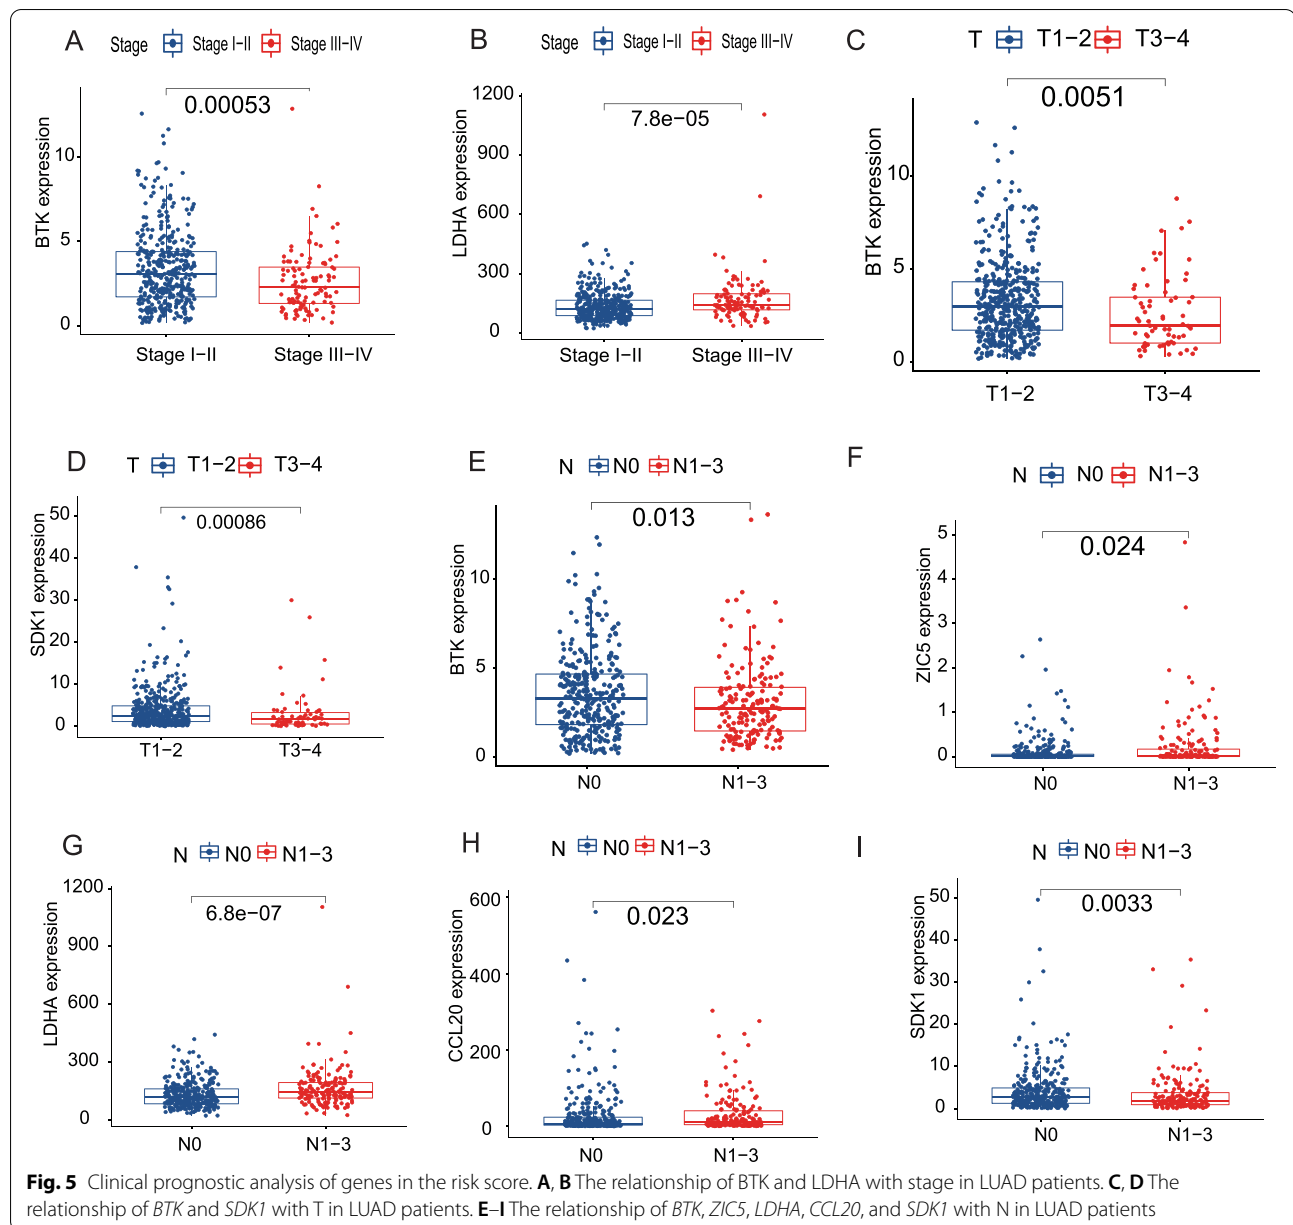 A Stage Stage I−II Stage III−IV
0.00053
BTK expression
10
5
0
Stage I−II Stage III−IV
B Stage Stage I−II Stage III−IV
7.8e−05
LDHA expression
1200
900
600
300
0
Stage I−II Stage III−IV
C T T1−2 T3−4
0.0051
BTK expression
10
5
0
T1−2 T3−4
D T T1−2 T3−4
0.00086
SDK1 expression
50
40
30
20
10
0
T1−2 T3−4
E N N0 N1−3
0.013
BTK expression
10
5
0
N0 N1−3
F N N0 N1−3
0.024
ZIC5 expression
5
4
3
2
1
0
N0 N1−3
G N N0 N1−3
6.8e−07
LDHA expression
1200
900
600
300
0
N0 N1−3
H N N0 N1−3
0.023
CCL20 expression
600
400
200
0
N0 N1−3
I N N0 N1−3
0.0033
SDK1 expression
50
40
30
20
10
0
N0 N1−3
Fig. 5 Clinical prognostic analysis of genes in the risk score. A, B The relationship of BTK and LDHA with stage in LUAD patients. C, D The
relationship of BTK and SDK1 with T in LUAD patients. E–I The relationship of BTK, ZIC5, LDHA, CCL20, and SDK1 with N in LUAD patients